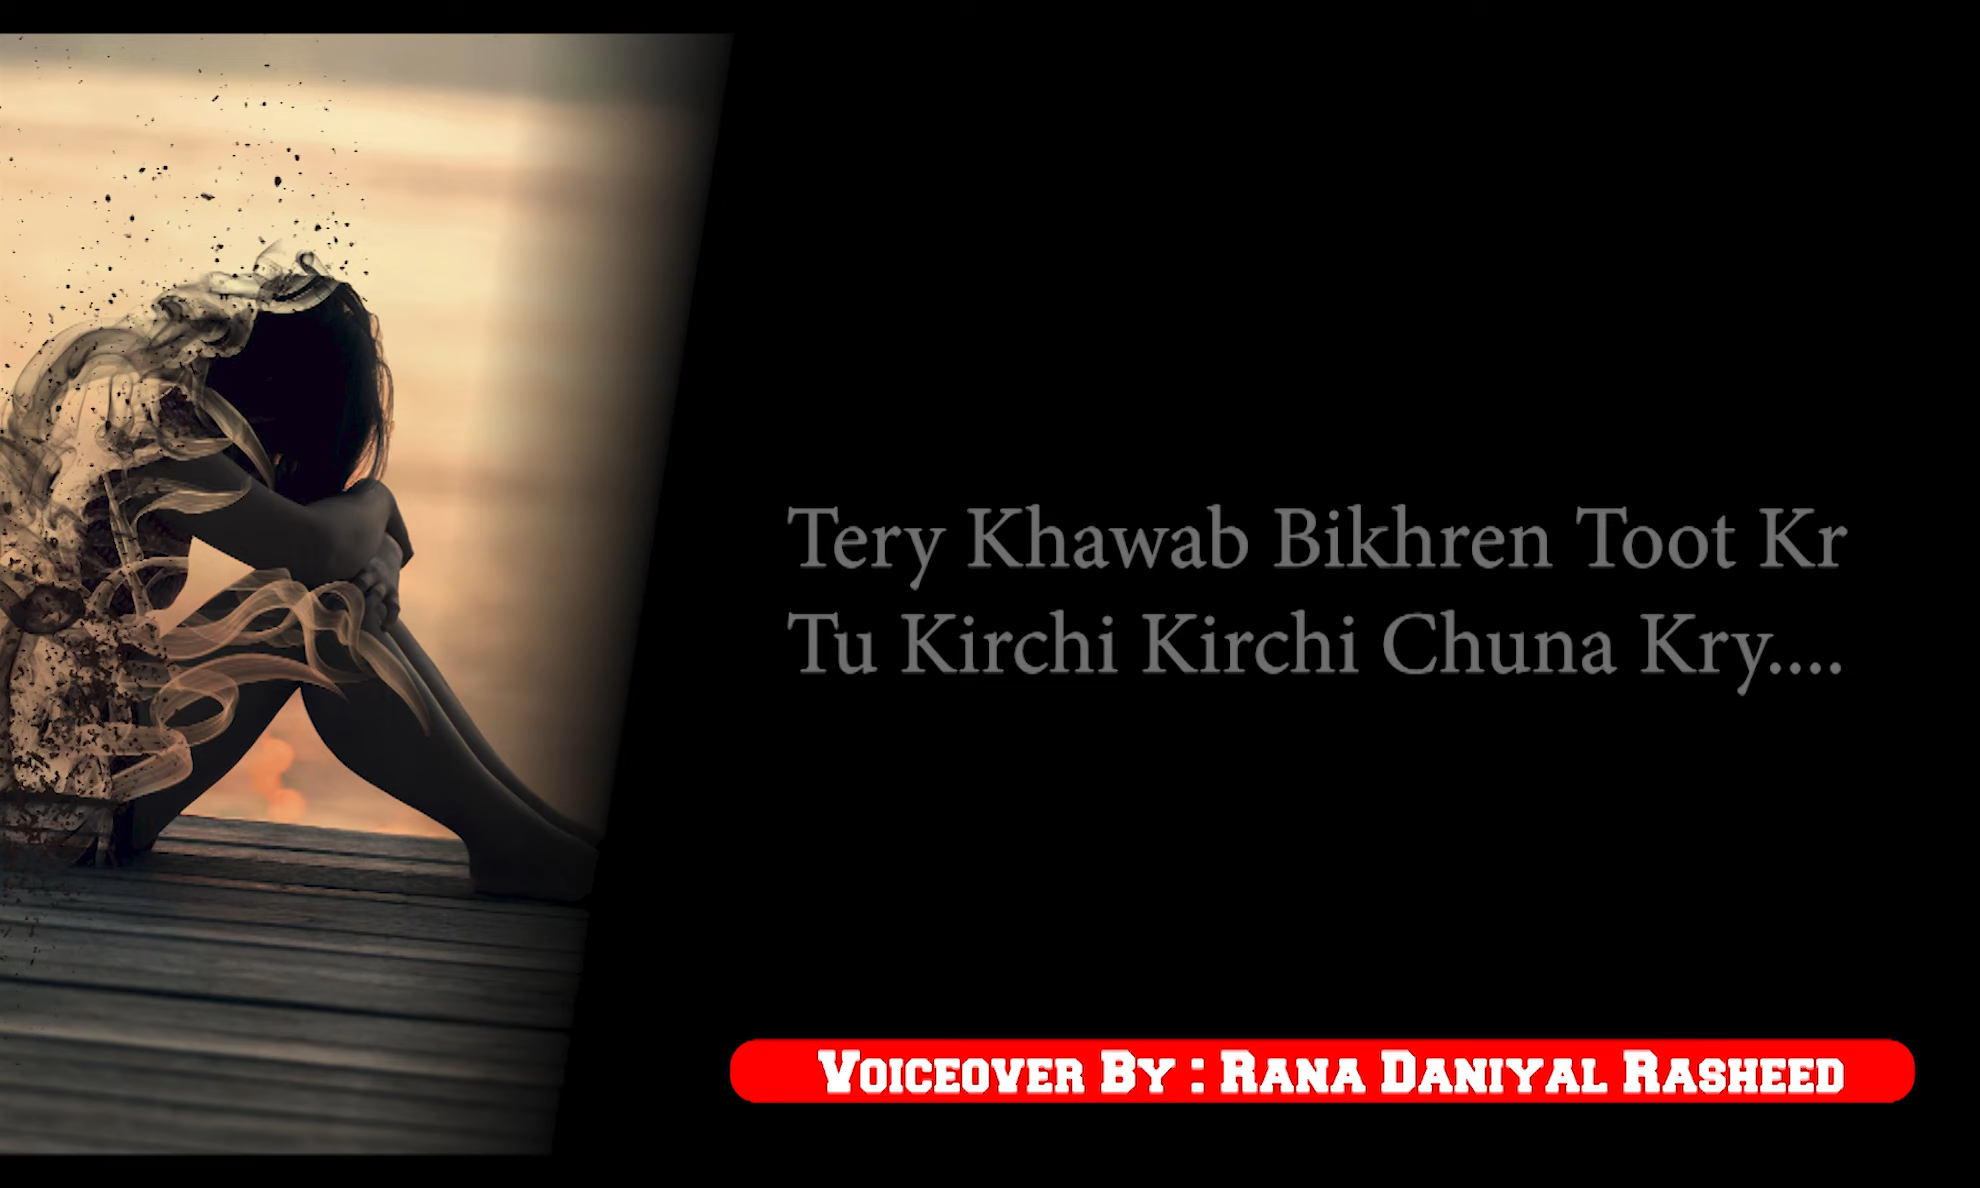 Tery Khawab Bikhren Toot Kr
Tu Kirchi Kirchi Chuna Kry....
Voiceover By : Rana Daniyal Rasheed